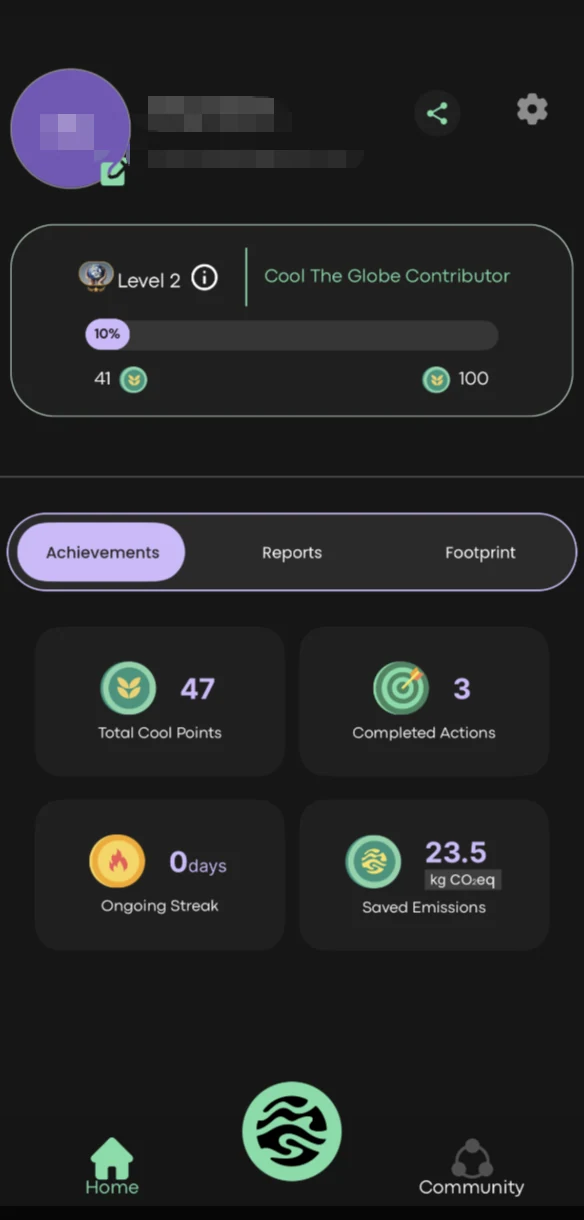 Level 2
Cool The Globe Contributor
10%
41
100
Achievements
Reports
Footprint
47
Total Cool Points
3
Completed Actions
0days
Ongoing Streak
23.5
kg CO₂eq
Saved Emissions
Home
Community